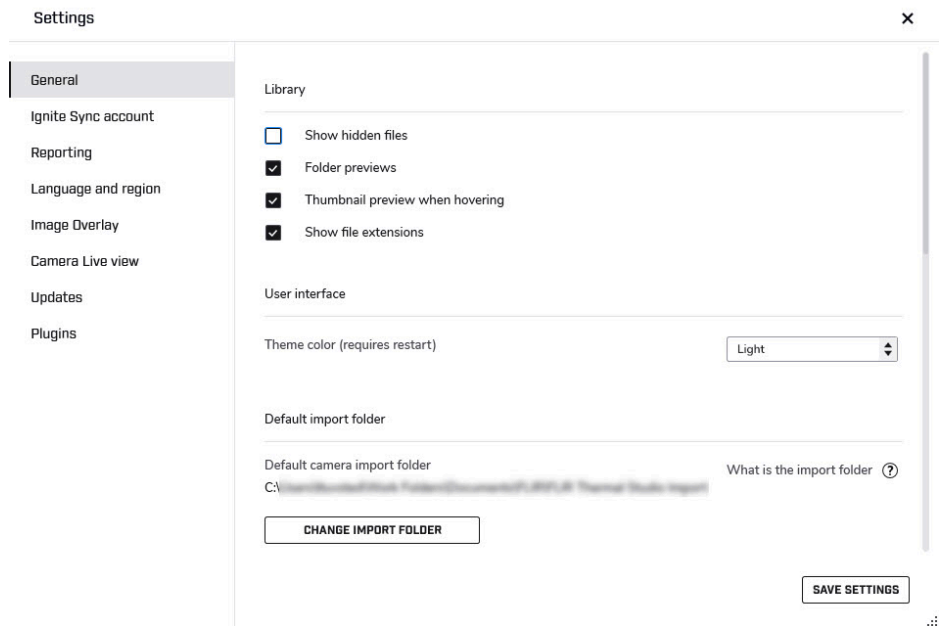 Settings
General
Ignite Sync account
Reporting
Language and region
Image Overlay
Camera Live view
Updates
Plugins
Library
Show hidden files
Folder previews
Thumbnail preview when hovering
Show file extensions
User interface
Theme color (requires restart)
Light
Default import folder
Default camera import folder
What is the import folder ?
C:\
CHANGE IMPORT FOLDER
SAVE SETTINGS